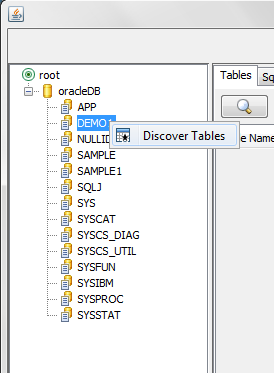 root
oracleDB
APP
DEMO1
NULLID
SAMPLE
SAMPLE1
SQLJ
SYS
SYSCAT
SYSCS_DIAG
SYSCS_UTIL
SYSFUN
SYSIBM
SYSPROC
SYSSTAT
Discover Tables
Tables
Sq
e Name